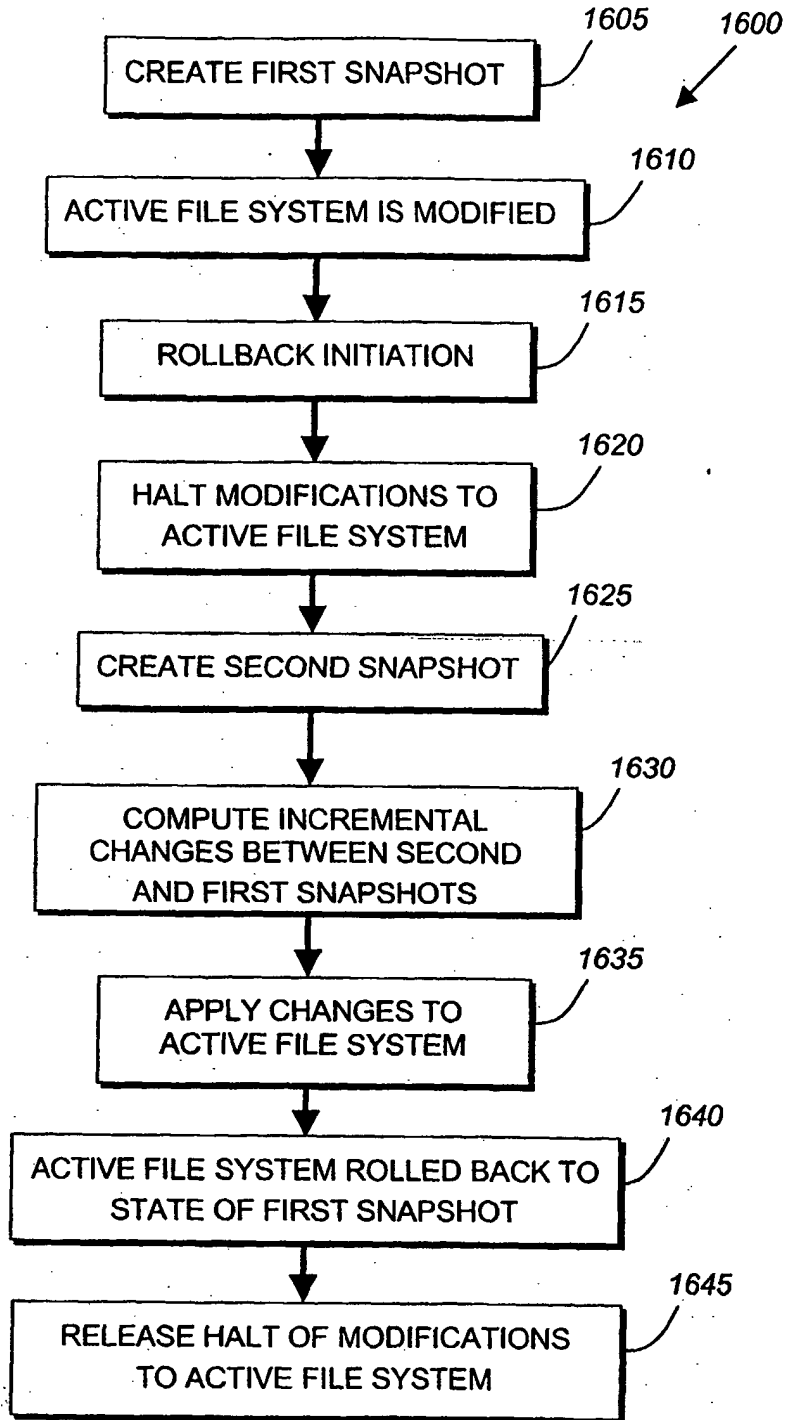 1605
1600
CREATE FIRST SNAPSHOT
1610
ACTIVE FILE SYSTEM IS MODIFIED
1615
ROLLBACK INITIATION
1620
HALT MODIFICATIONS TO
ACTIVE FILE SYSTEM
1625
CREATE SECOND SNAPSHOT
1630
COMPUTE INCREMENTAL
CHANGES BETWEEN SECOND
AND FIRST SNAPSHOTS
1635
APPLY CHANGES TO
ACTIVE FILE SYSTEM
1640
ACTIVE FILE SYSTEM ROLLED BACK TO
STATE OF FIRST SNAPSHOT
1645
RELEASE HALT OF MODIFICATIONS
TO ACTIVE FILE SYSTEM